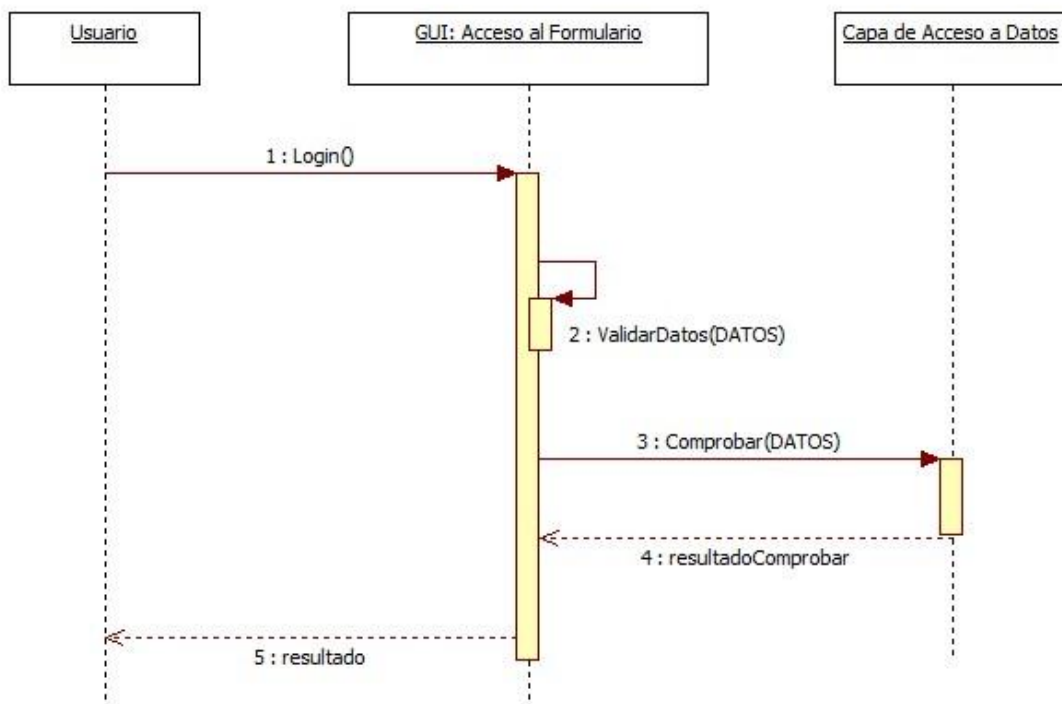 Usuario
GUI: Acceso al Formulario
Capa de Acceso a Datos
1 : Login()
2 : ValidarDatos(DATOS)
3 : Comprobar(DATOS)
4 : resultadoComprobar
5 : resultado